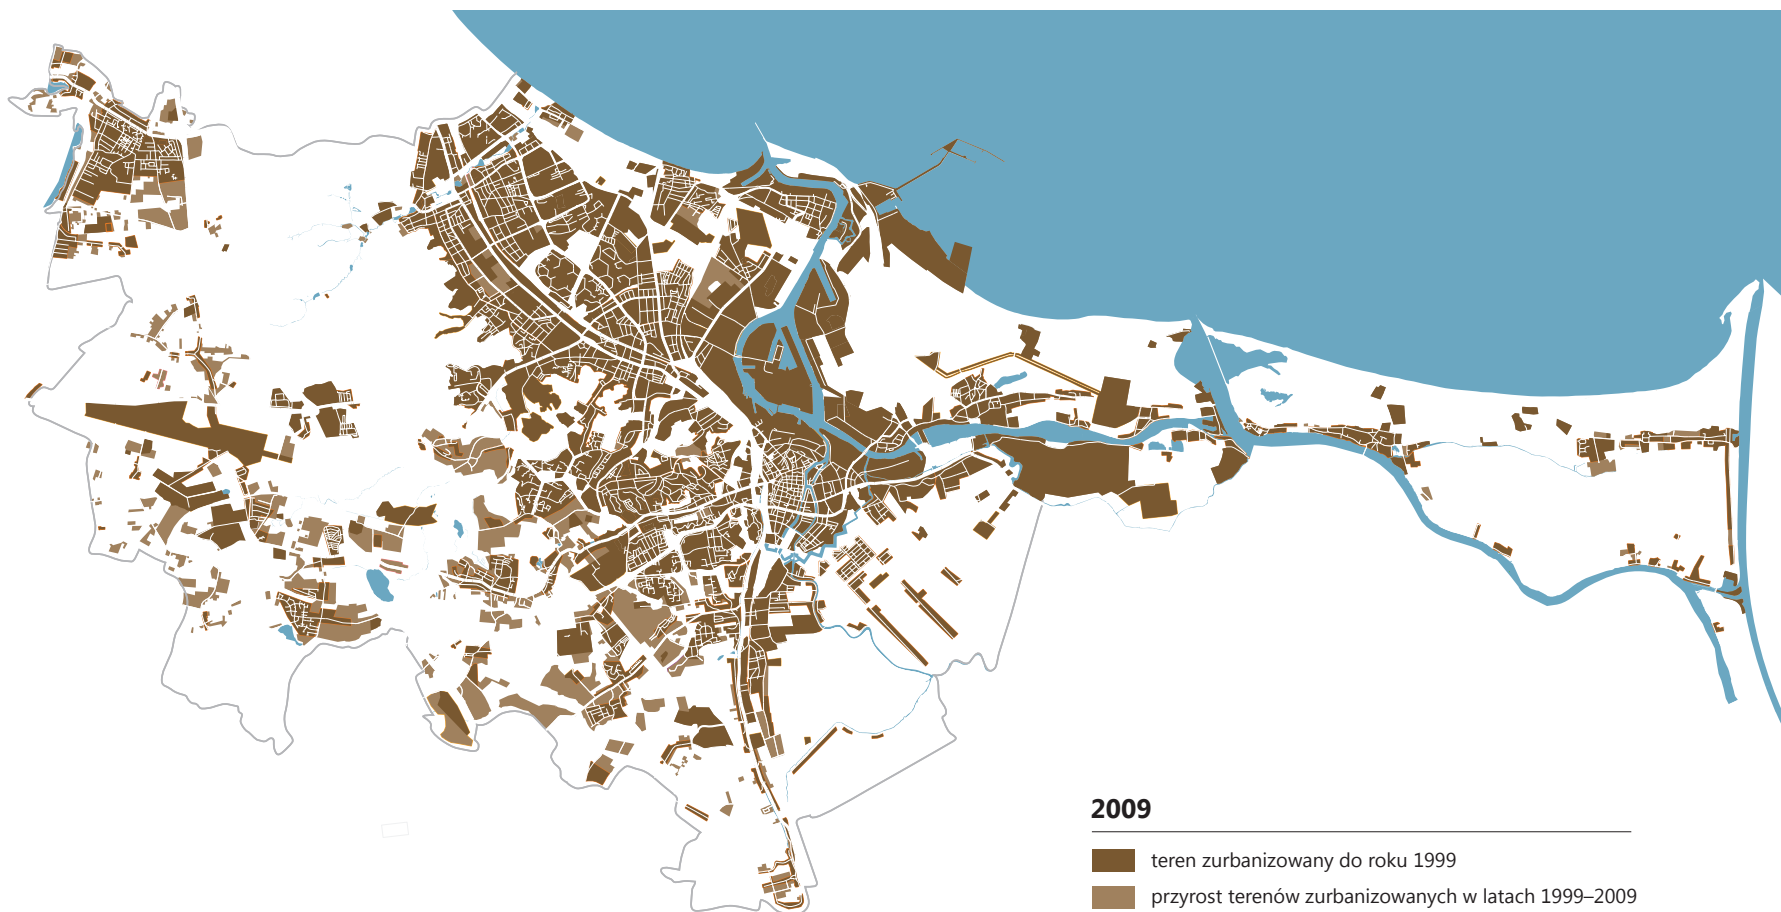 2009
teren zurbanizowany do roku 1999
przyrost terenów zurbanizowanych w latach 1999–2009